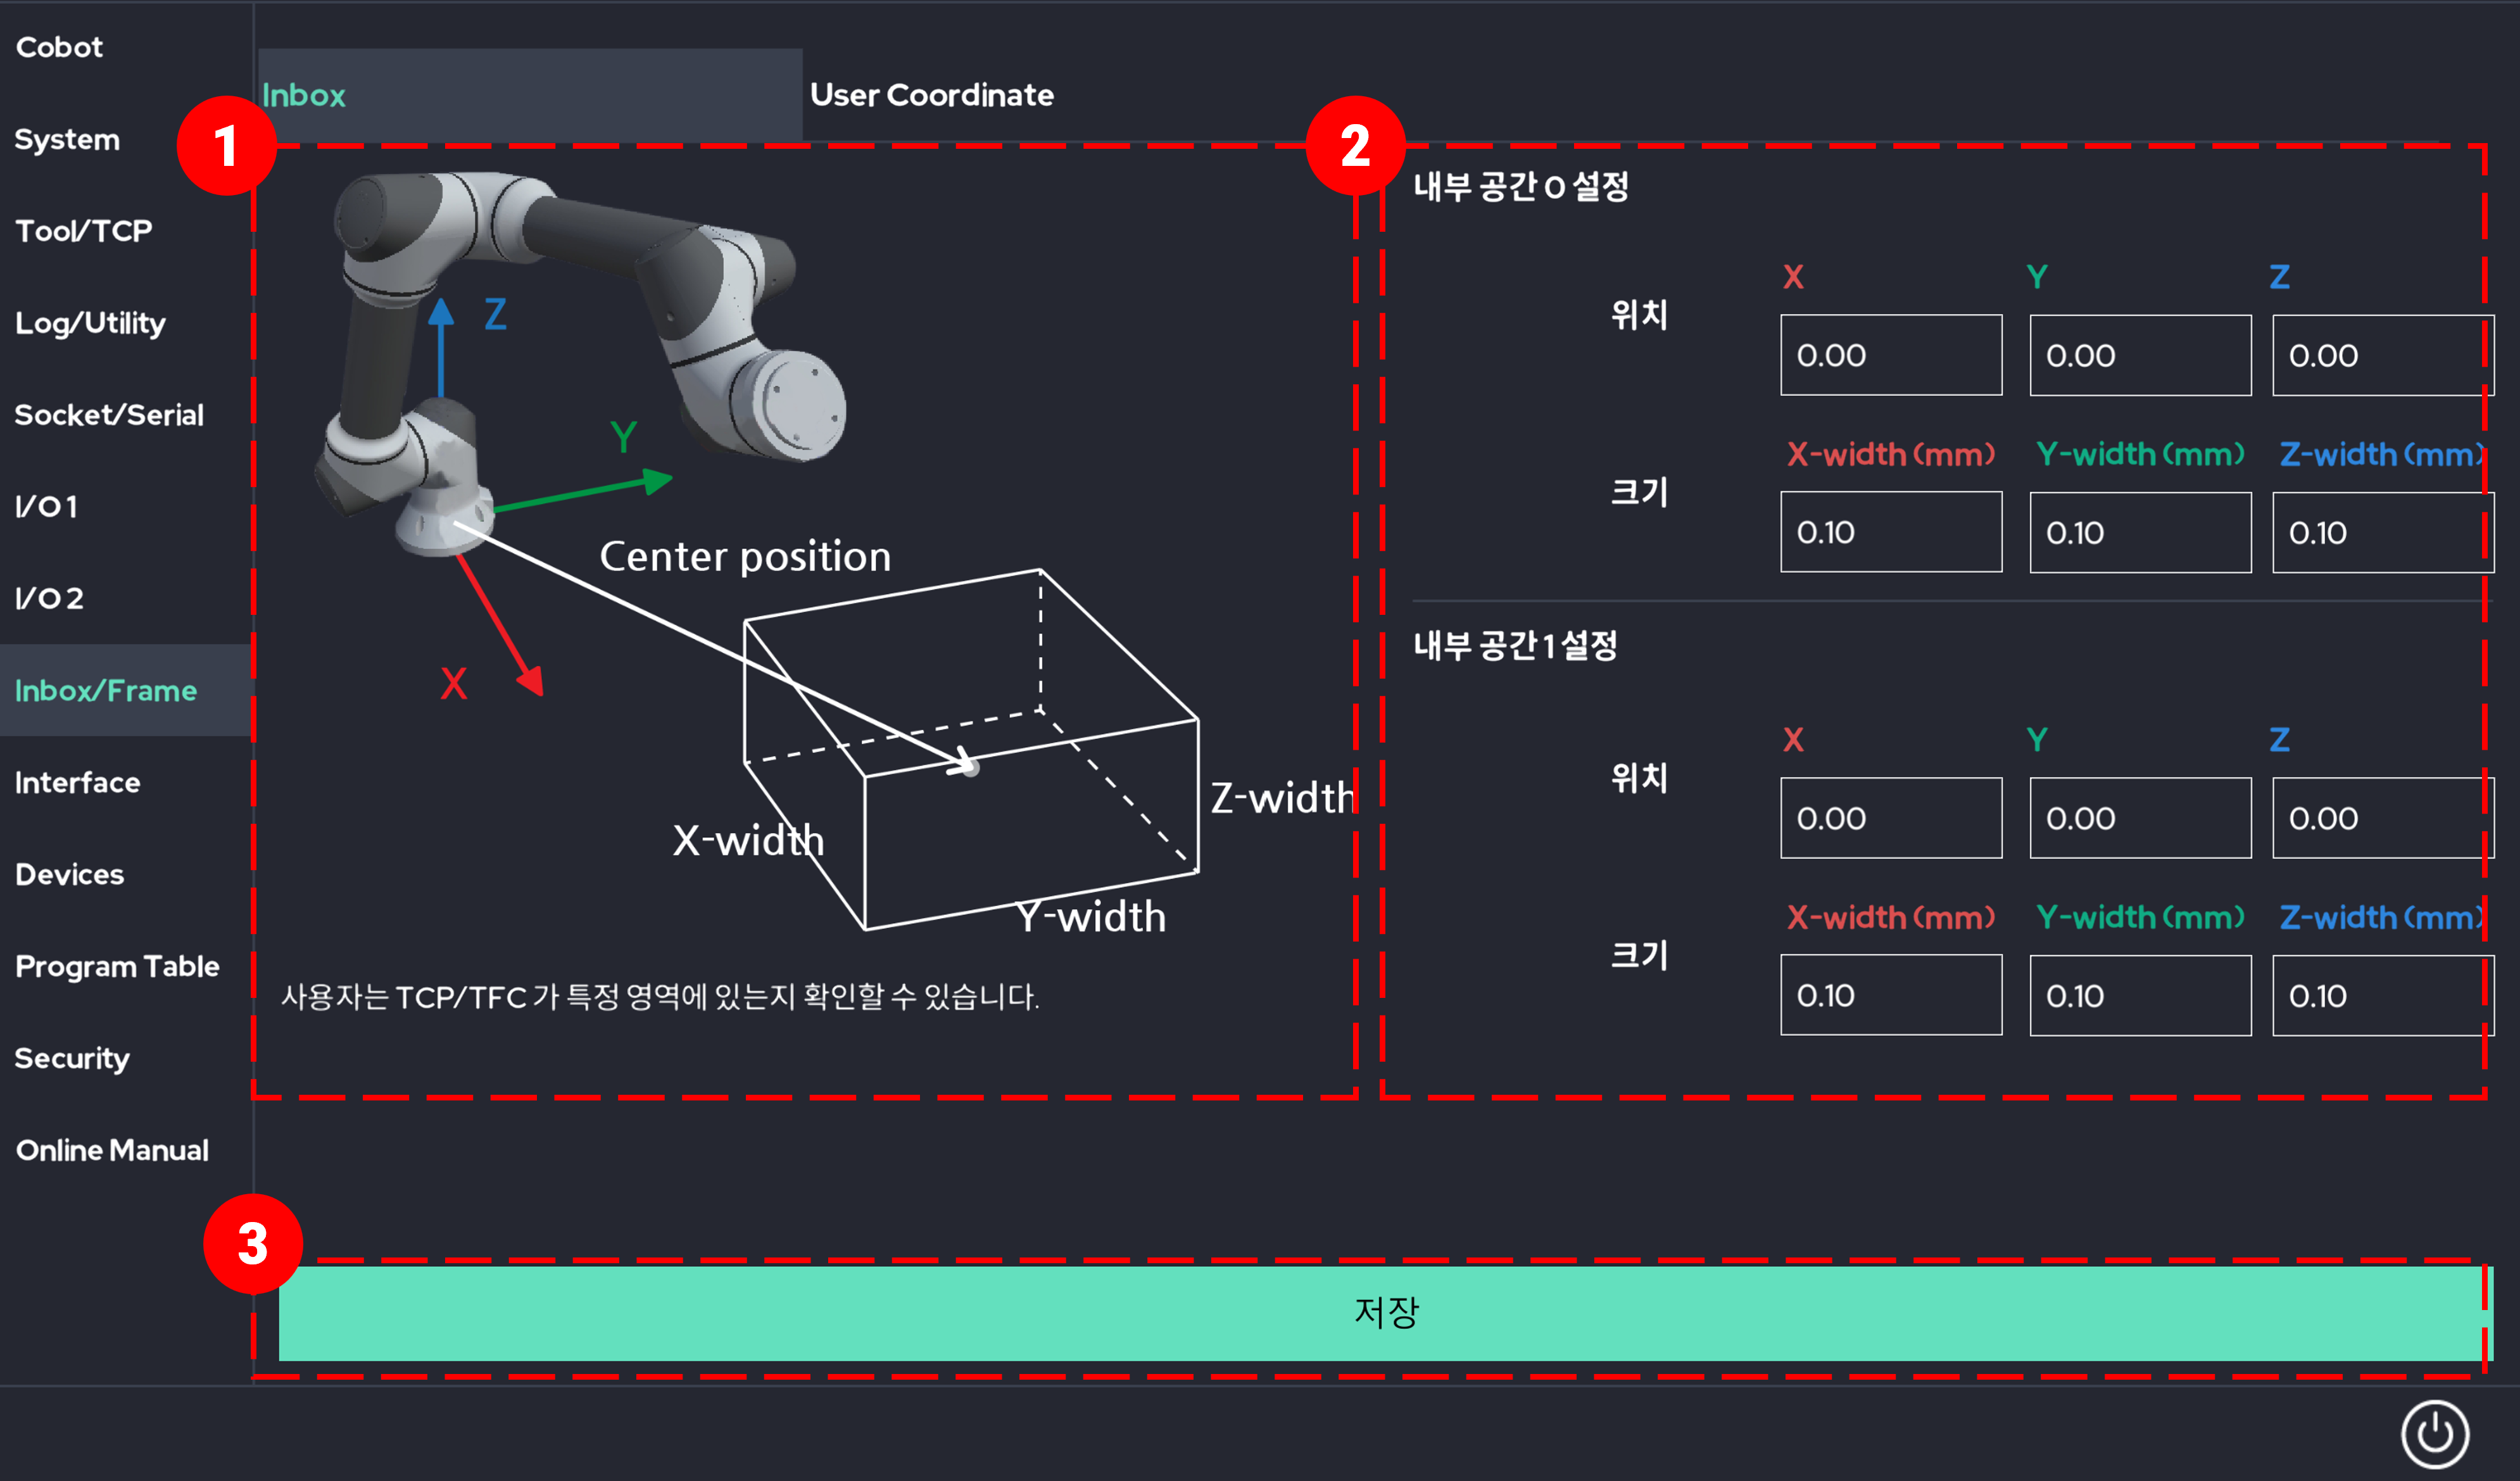 Cobot
System
Tool/TCP
Log/Utility
Socket/Serial
I/O 1
I/O 2
Inbox/Frame
Interface
Devices
Program Table
Security
Online Manual
Inbox
User Coordinate
1
Z
Y
X
Center position
X-width
Y-width
Z-width
사용자는 TCP/TFC 가 특정 영역에 있는지 확인할 수 있습니다.
2
내부 공간 0 설정
X Y Z
위치
0.00 0.00 0.00
X-width (mm) Y-width (mm) Z-width (mm)
크기
0.10 0.10 0.10
내부 공간 1 설정
X Y Z
위치
0.00 0.00 0.00
X-width (mm) Y-width (mm) Z-width (mm)
크기
0.10 0.10 0.10
3
저장